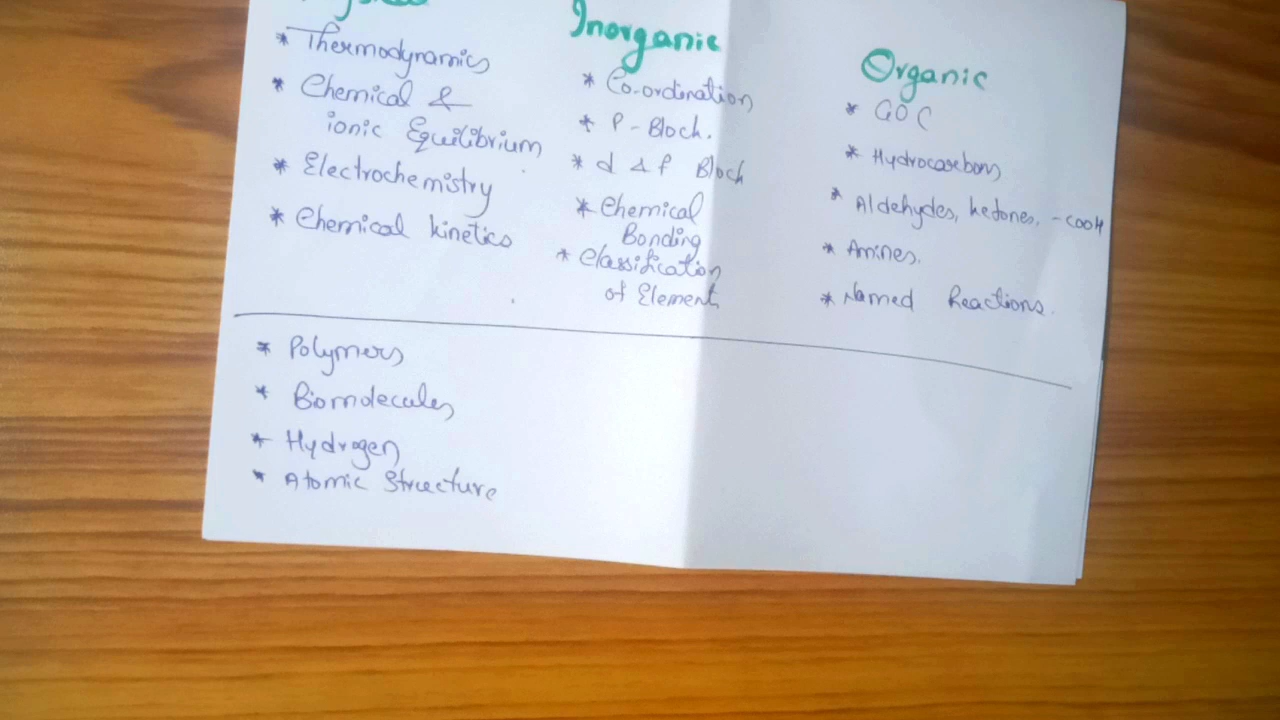 Inorganic
Organic
* Thermodynamics
* Chemical &
ionic Equilibrium
* Electrochemistry
* Chemical kinetics
* Co-ordination
* P-Block.
* d & f Block
* Chemical
Bonding
* Classification
of Element
* GOC
* Hydrocarbons
* Aldehydes, ketones, -COOH
* Amines.
* Named Reactions.
* Polymers
* Biomolecules
* Hydrogen
* Atomic Structure